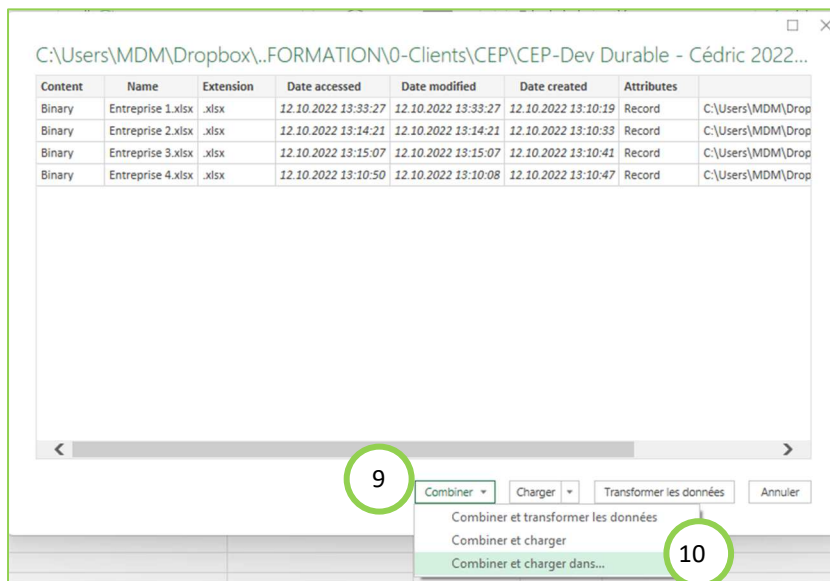 C:\Users\MDM\Dropbox\..FORMATION\0-Clients\CEP\CEP-Dev Durable - Cédric 2022...
Content Name Extension Date accessed Date modified Date created Attributes
Binary Entreprise 1.xlsx .xlsx 12.10.2022 13:33:27 12.10.2022 13:33:27 12.10.2022 13:10:19 Record C:\Users\MDM\Drop
Binary Entreprise 2.xlsx .xlsx 12.10.2022 13:14:21 12.10.2022 13:14:21 12.10.2022 13:10:33 Record C:\Users\MDM\Drop
Binary Entreprise 3.xlsx .xlsx 12.10.2022 13:15:07 12.10.2022 13:15:07 12.10.2022 13:10:41 Record C:\Users\MDM\Drop
Binary Entreprise 4.xlsx .xlsx 12.10.2022 13:10:50 12.10.2022 13:10:08 12.10.2022 13:10:47 Record C:\Users\MDM\Drop
9
Combiner Charger Transformer les données Annuler
Combiner et transformer les données
Combiner et charger
Combiner et charger dans...
10